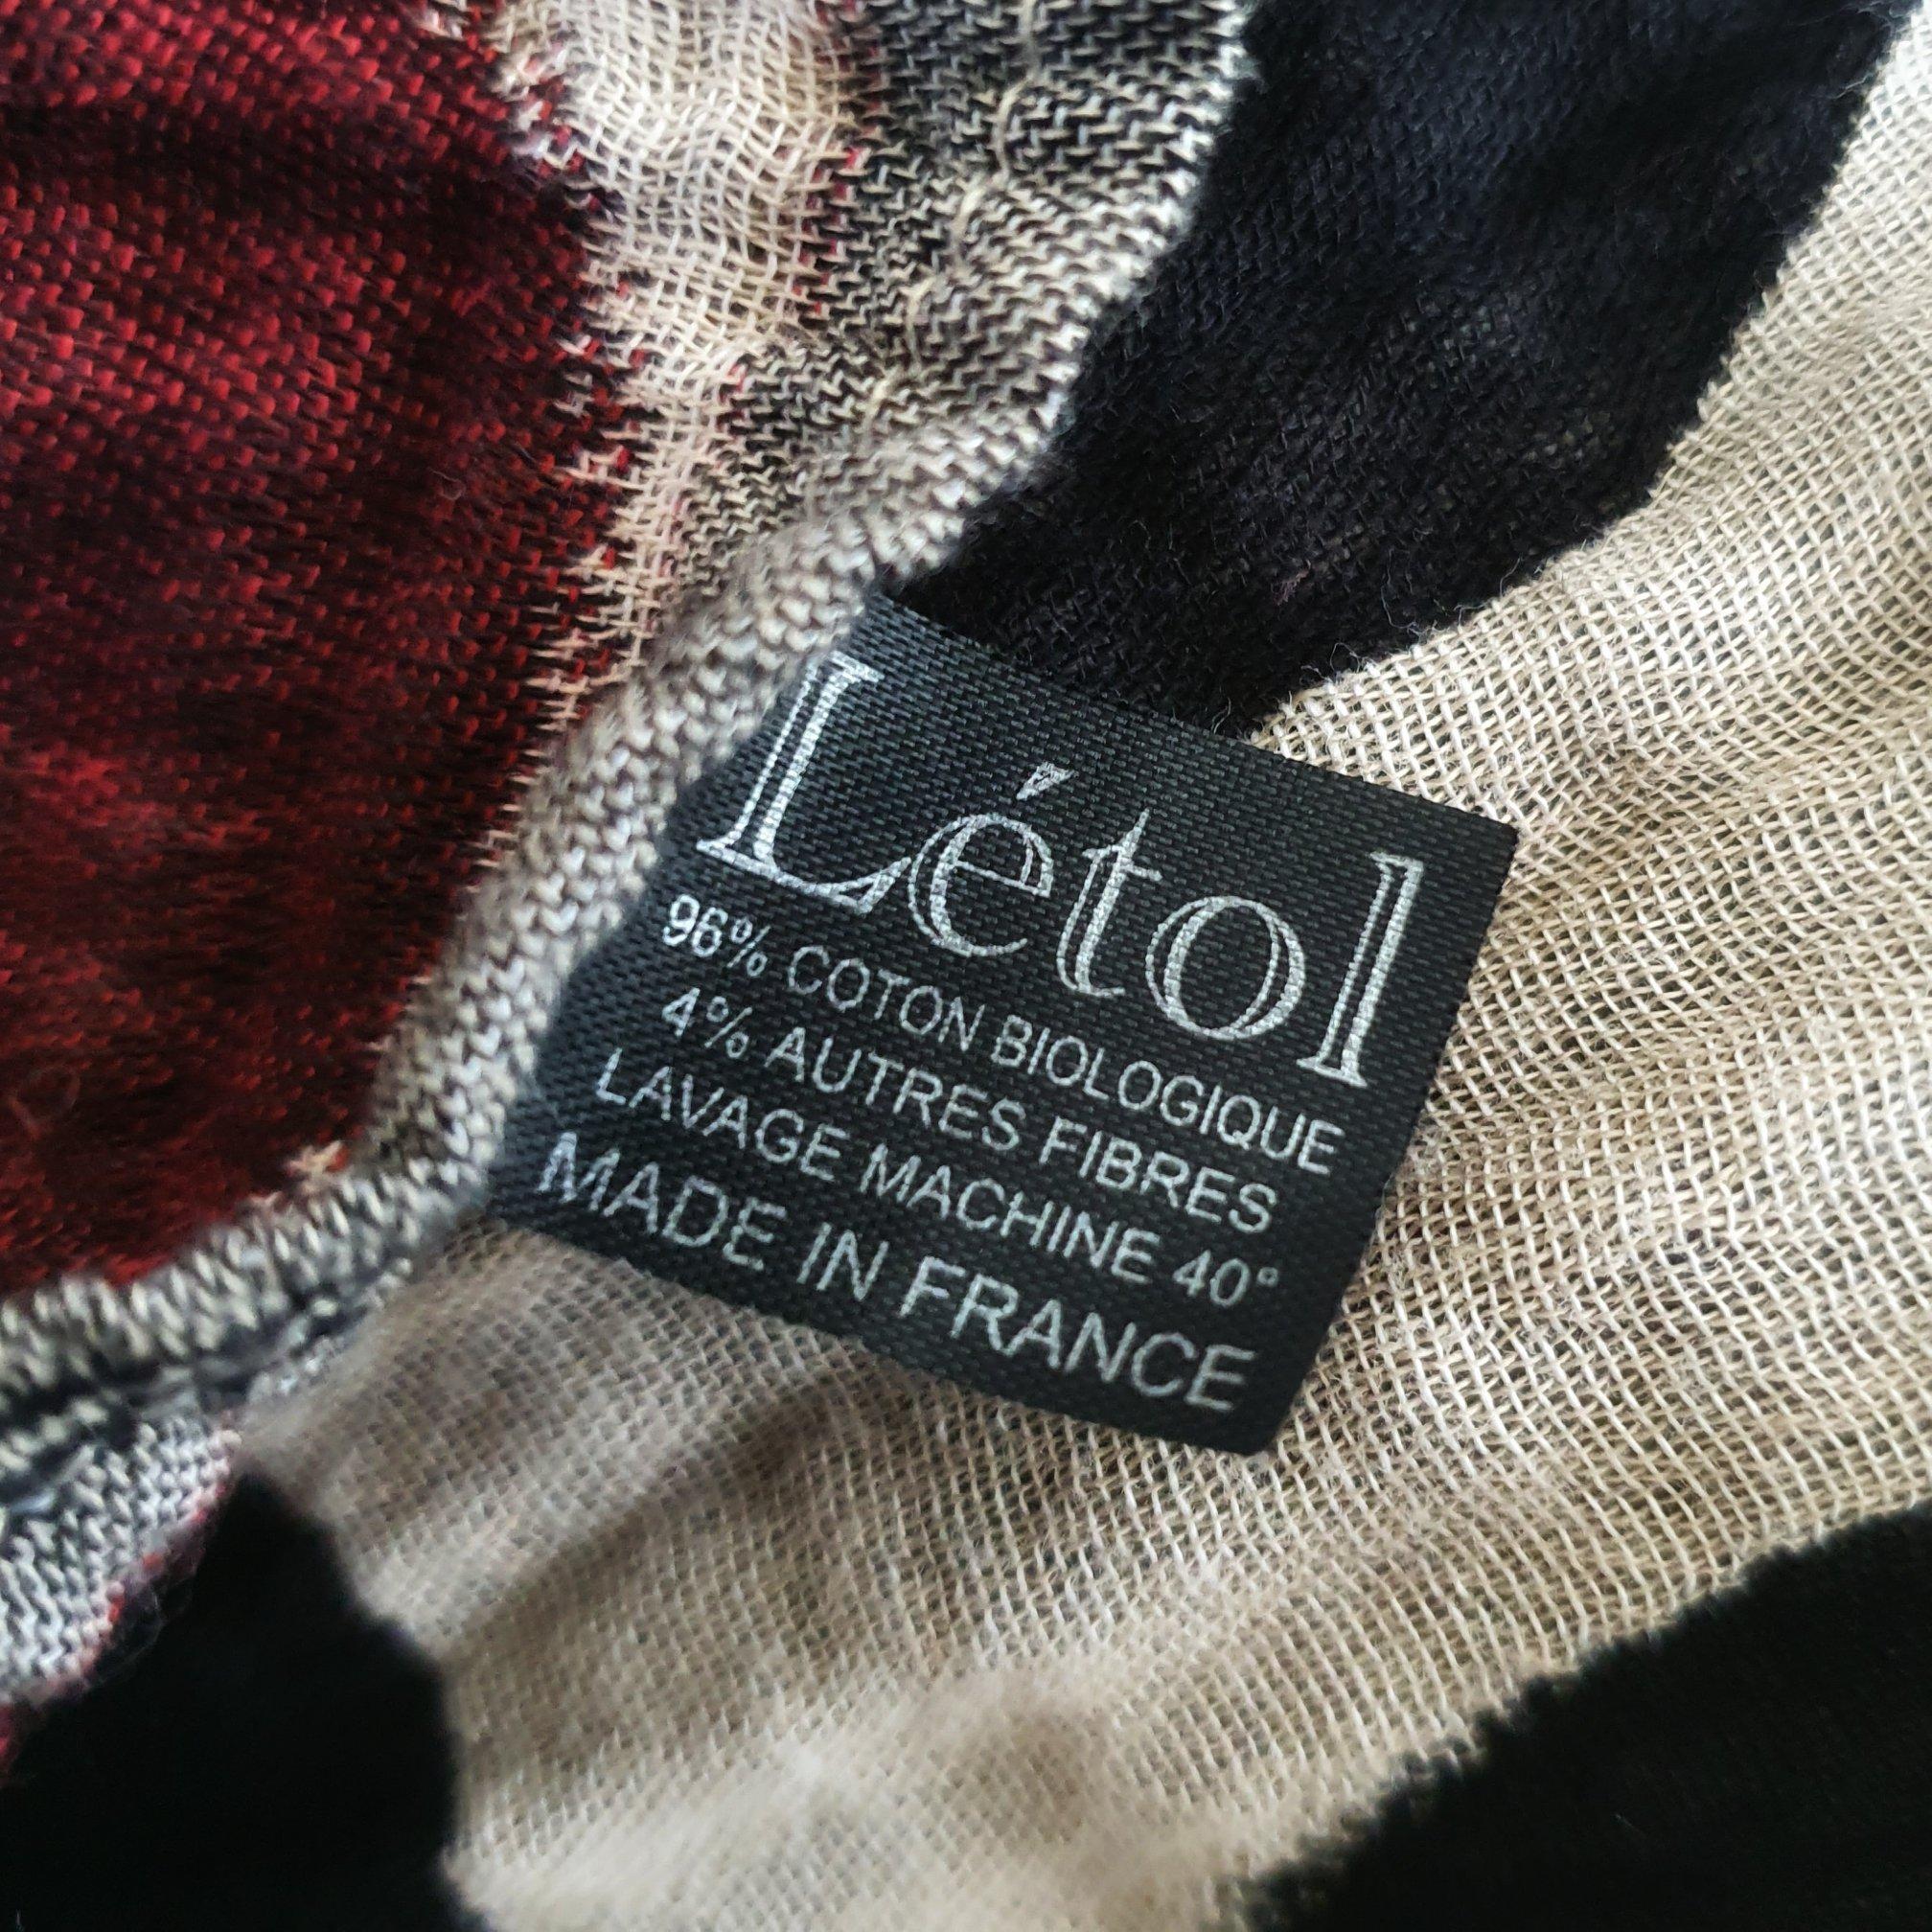 Létol
96% COTON BIOLOGIQUE
4% AUTRES FIBRES
LAVAGE MACHINE 40°
MADE IN FRANCE